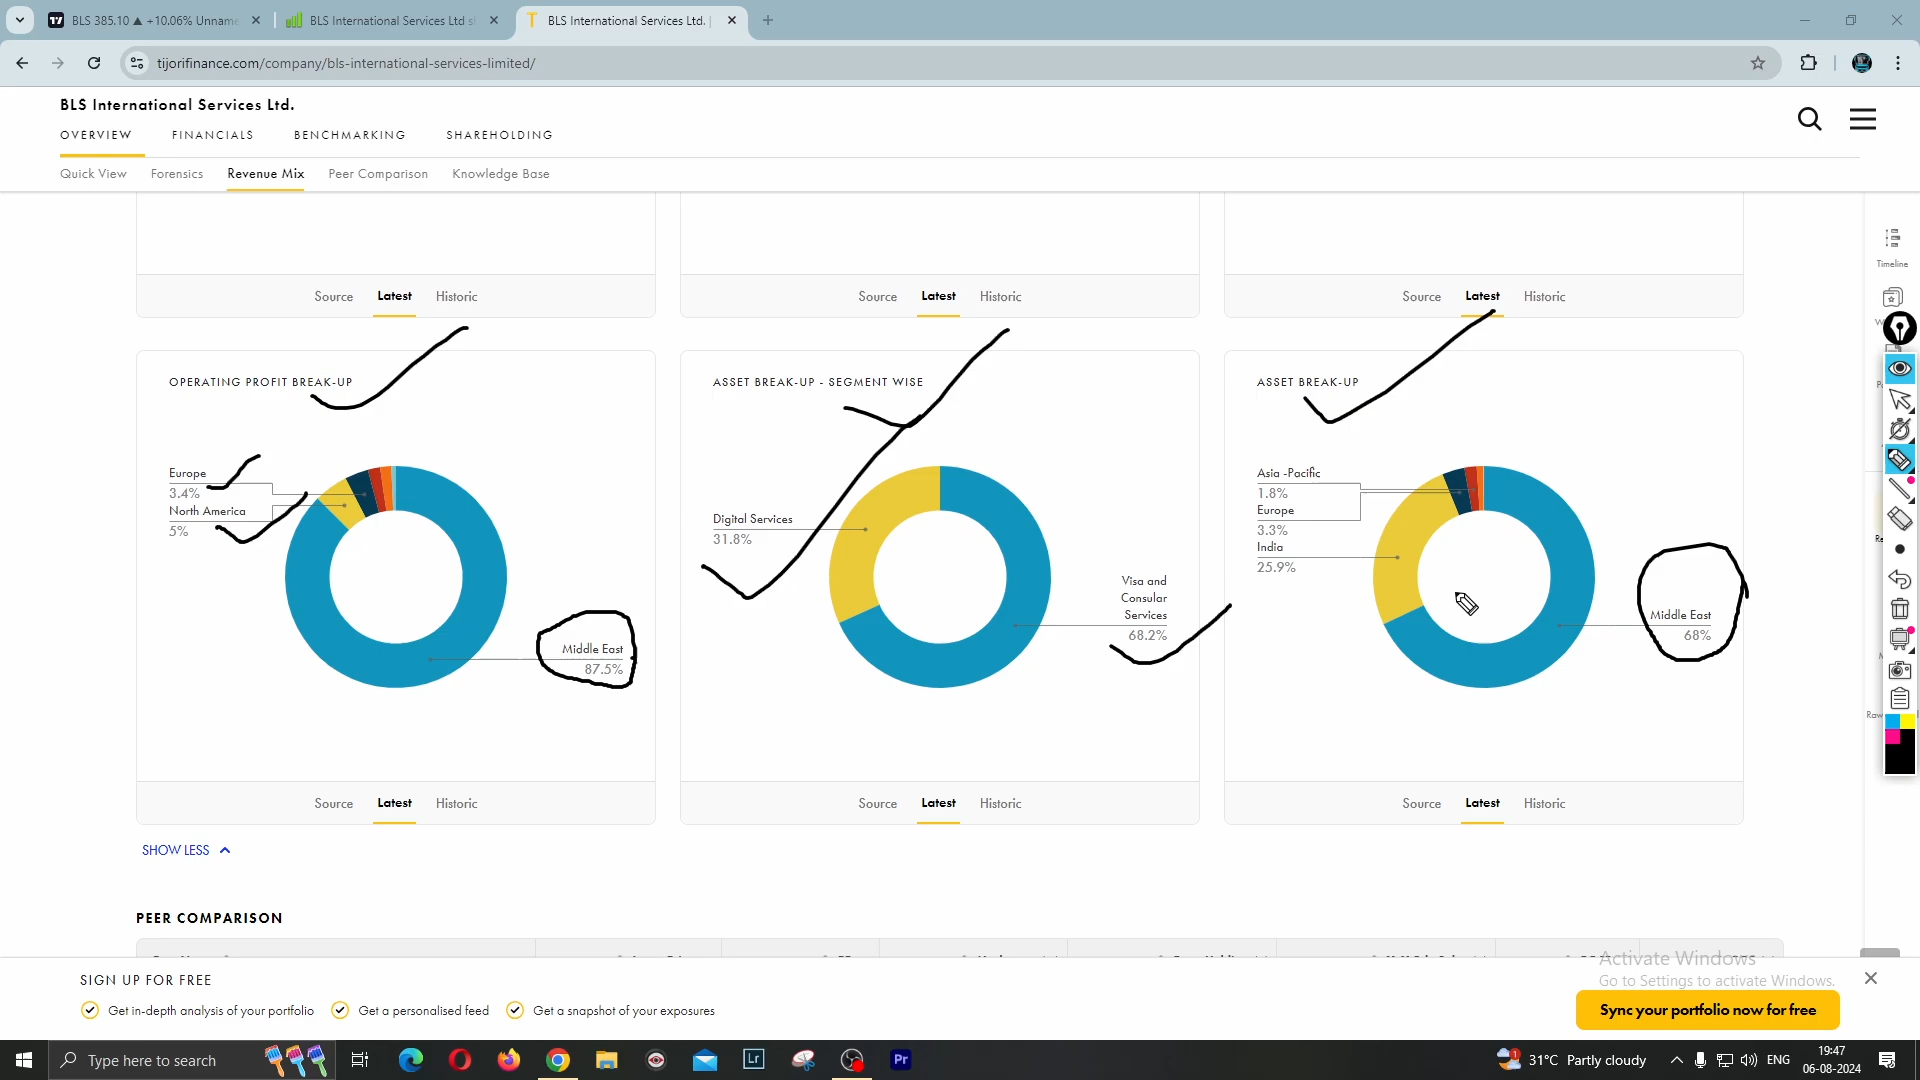 BLS 385.10 ▲ +10.06% Unname
BLS International Services Ltd s
BLS International Services Ltd. |
tijorifinance.com/company/bls-international-services-limited/
BLS International Services Ltd.
OVERVIEW FINANCIALS BENCHMARKING SHAREHOLDING
Quick View Forensics Revenue Mix Peer Comparison Knowledge Base
Timeline
Source Latest Historic
Source Latest Historic
Source Latest Historic
OPERATING PROFIT BREAK-UP
Europe
3.4%
North America
5%
Middle East
87.5%
Source Latest Historic
ASSET BREAK-UP - SEGMENT WISE
Digital Services
31.8%
Visa and
Consular
Services
68.2%
Source Latest Historic
ASSET BREAK-UP
Asia -Pacific
1.8%
Europe
3.3%
India
25.9%
Middle East
68%
Source Latest Historic
SHOW LESS
PEER COMPARISON
Activate Windows
Go to Settings to activate Windows.
SIGN UP FOR FREE
Get in-depth analysis of your portfolio Get a personalised feed Get a snapshot of your exposures
Sync your portfolio now for free
Type here to search
Lr
Pr
1
31°C Partly cloudy
ENG
19:47
06-08-2024